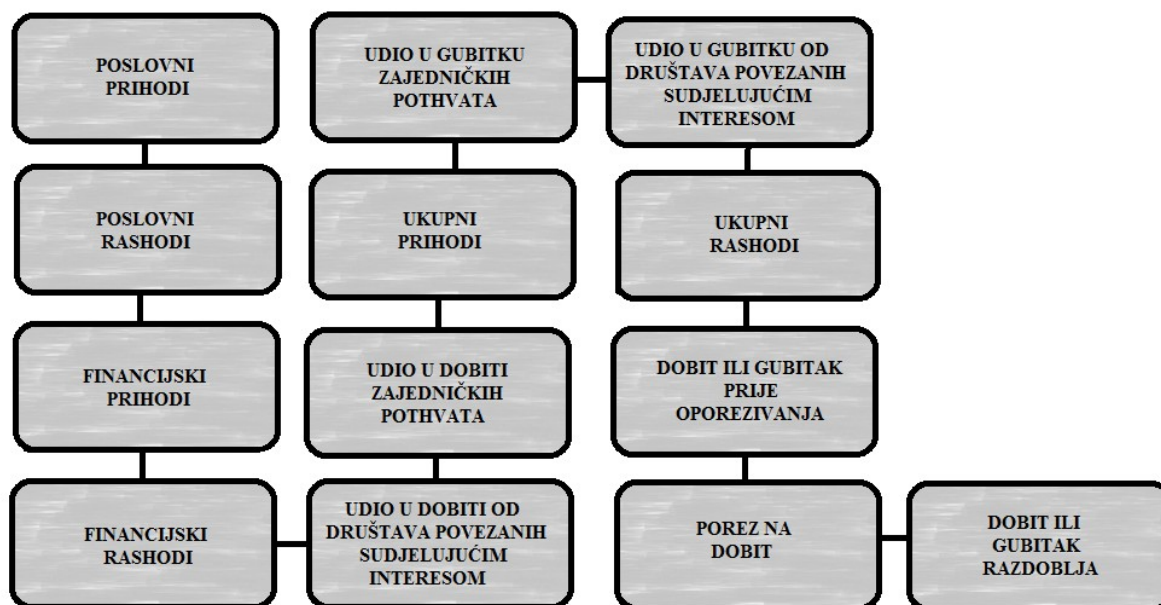 POSLOVNI
PRIHODI
POSLOVNI
RASHODI
FINANCIJSKI
PRIHODI
FINANCIJSKI
RASHODI
UDIO U DOBITI OD
DRUŠTAVA POVEZANIH
SUDJELUJUĆIM
INTERESOM
UDIO U DOBITI
ZAJEDNIČKIH
POTHVATA
UKUPNI
PRIHODI
UDIO U GUBITKU
ZAJEDNIČKIH
POTHVATA
UDIO U GUBITKU OD
DRUŠTAVA POVEZANIH
SUDJELUJUĆIM
INTERESOM
UKUPNI
RASHODI
DOBIT ILI GUBITAK
PRIJE
OPOREZIVANJA
POREZ NA
DOBIT
DOBIT ILI
GUBITAK
RAZDOBLJA